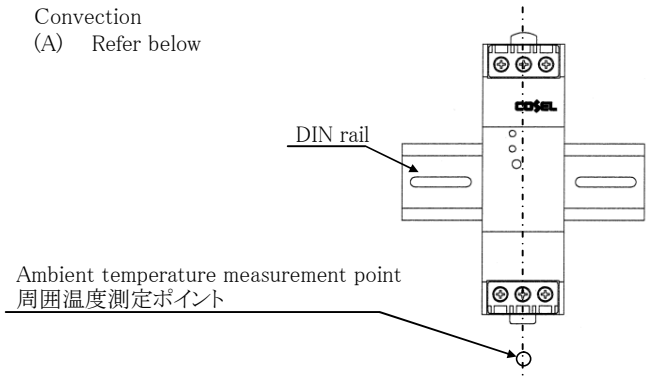 Convection
(A) Refer below
COSEL
DIN rail
Ambient temperature measurement point
周囲温度測定ポイント